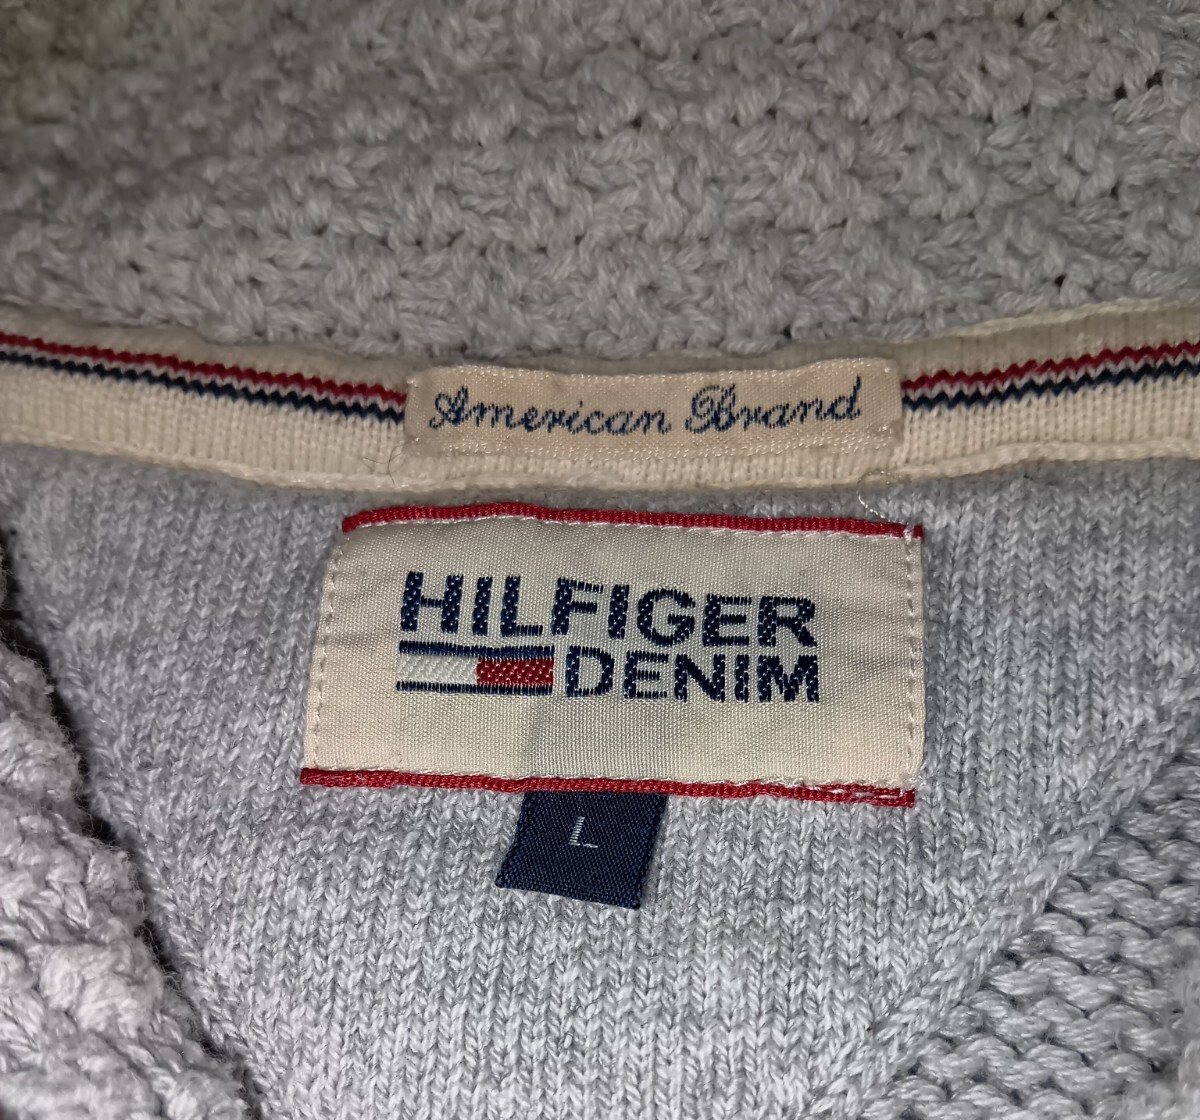 American Brand
HILFIGER
DENIM
L